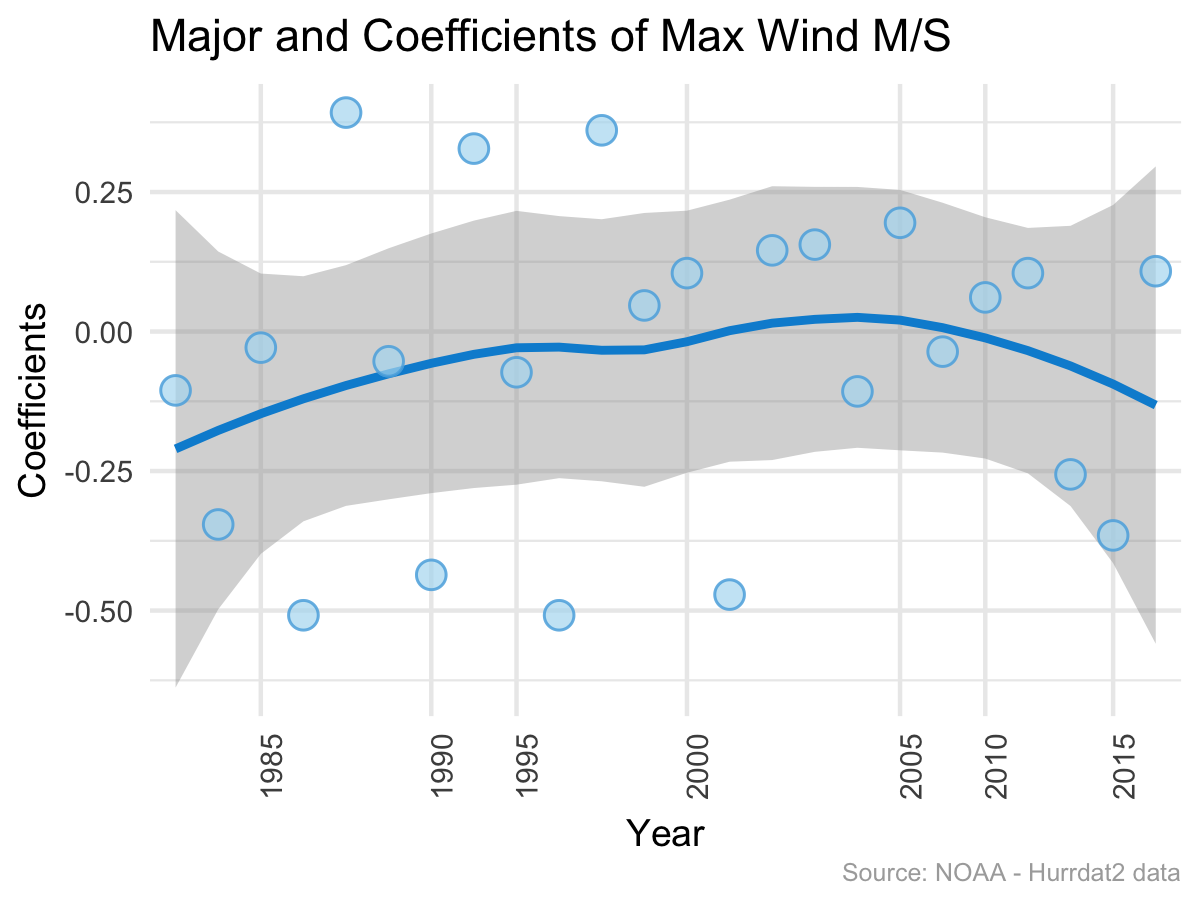 Major and Coefficients of Max Wind M/S
0.25
0.00
-0.25
-0.50
Coefficients
1985
1990
1995
2000
2005
2010
2015
Year
Source: NOAA - Hurrdat2 data